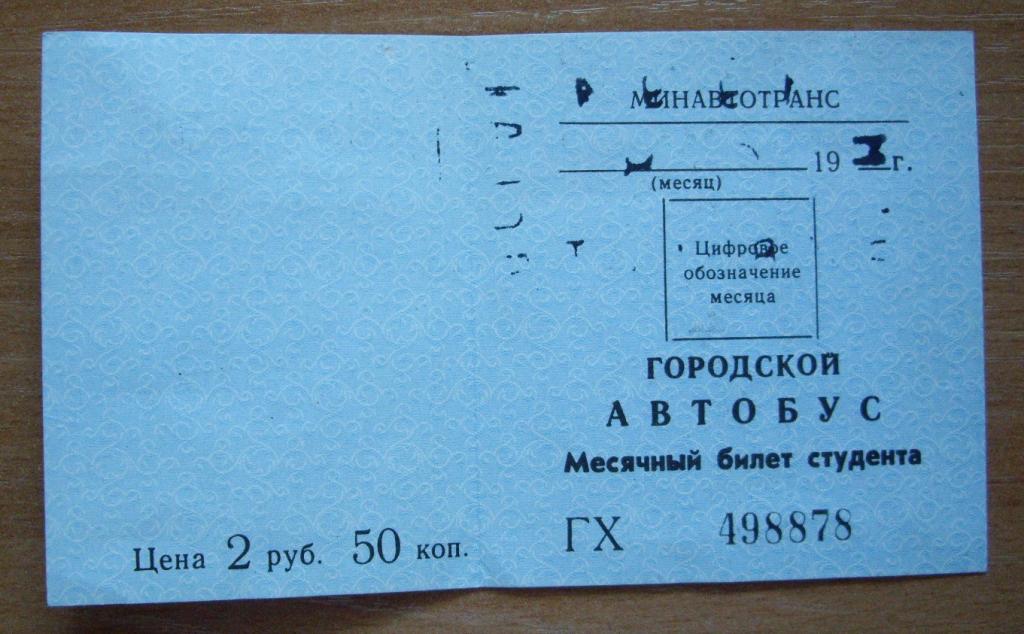 МИНАВТОТРАНС
19 г.
(месяц)
Цифровое
обозначение
месяца
ГОРОДСКОЙ
АВТОБУС
Месячный билет студента
ГХ 498878
Цена 2 руб. 50 коп.